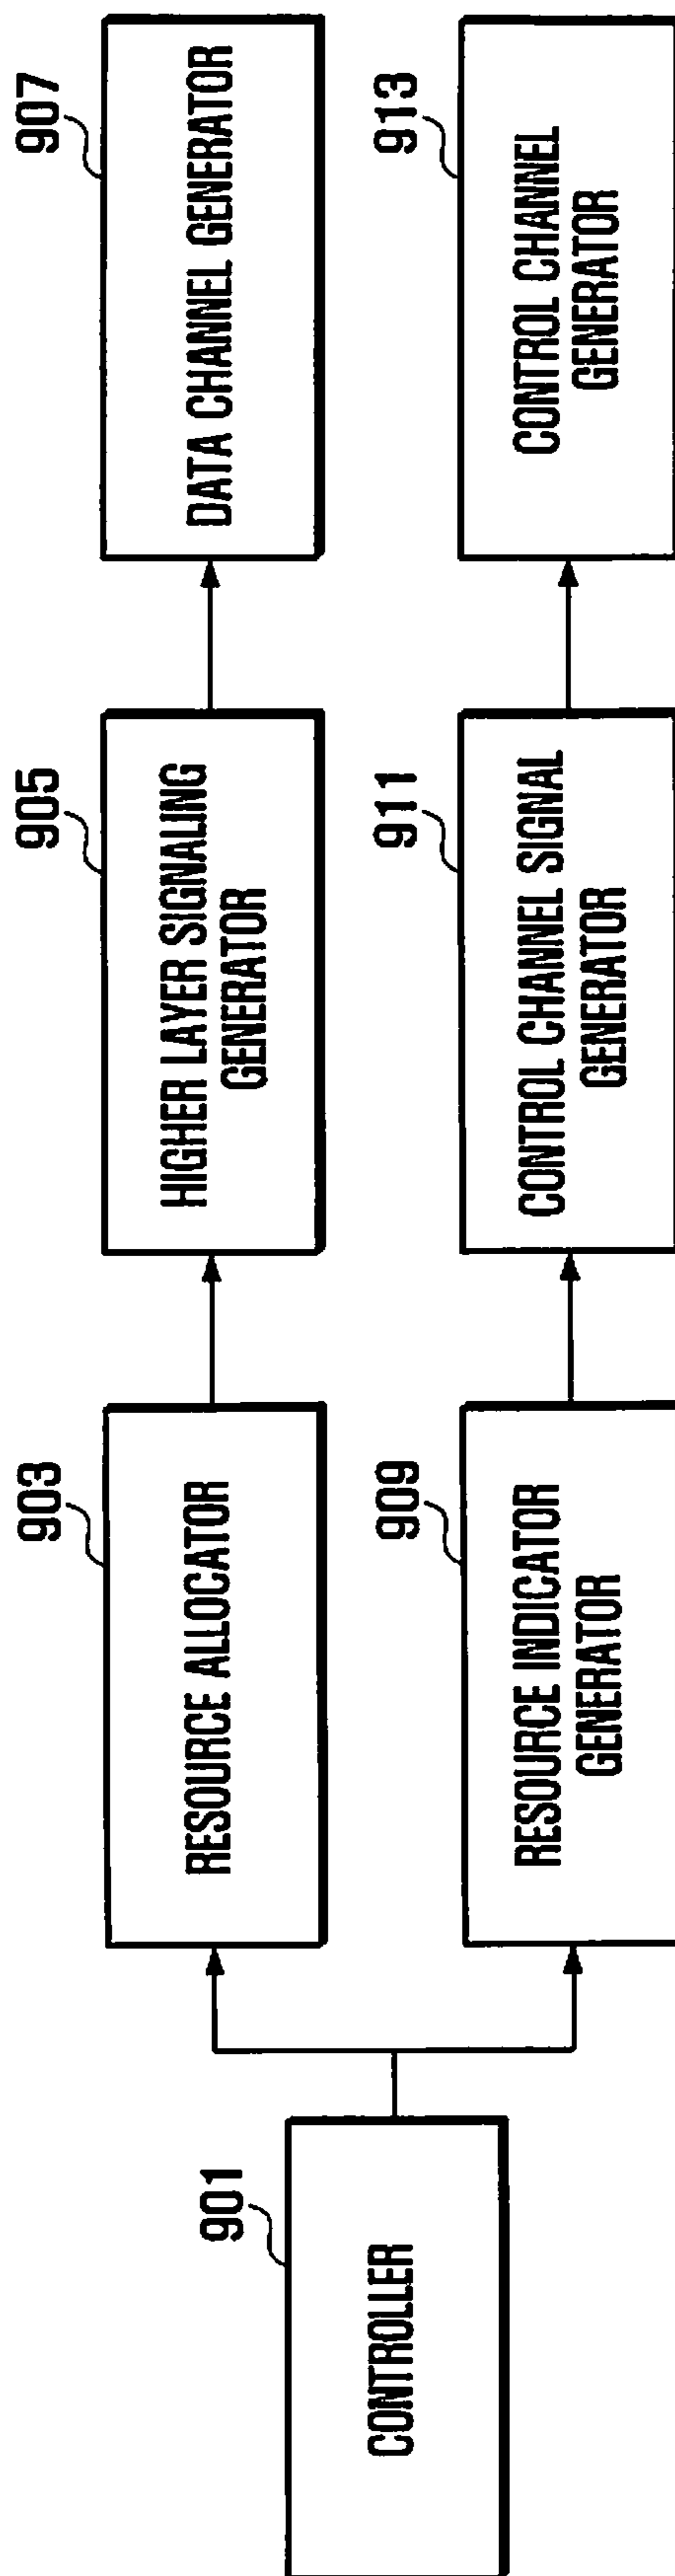 901
CONTROLLER
903
RESOURCE ALLOCATOR
905
HIGHER LAYER SIGNALING
GENERATOR
907
DATA CHANNEL GENERATOR
909
RESOURCE INDICATOR
GENERATOR
911
CONTROL CHANNEL SIGNAL
GENERATOR
913
CONTROL CHANNEL
GENERATOR